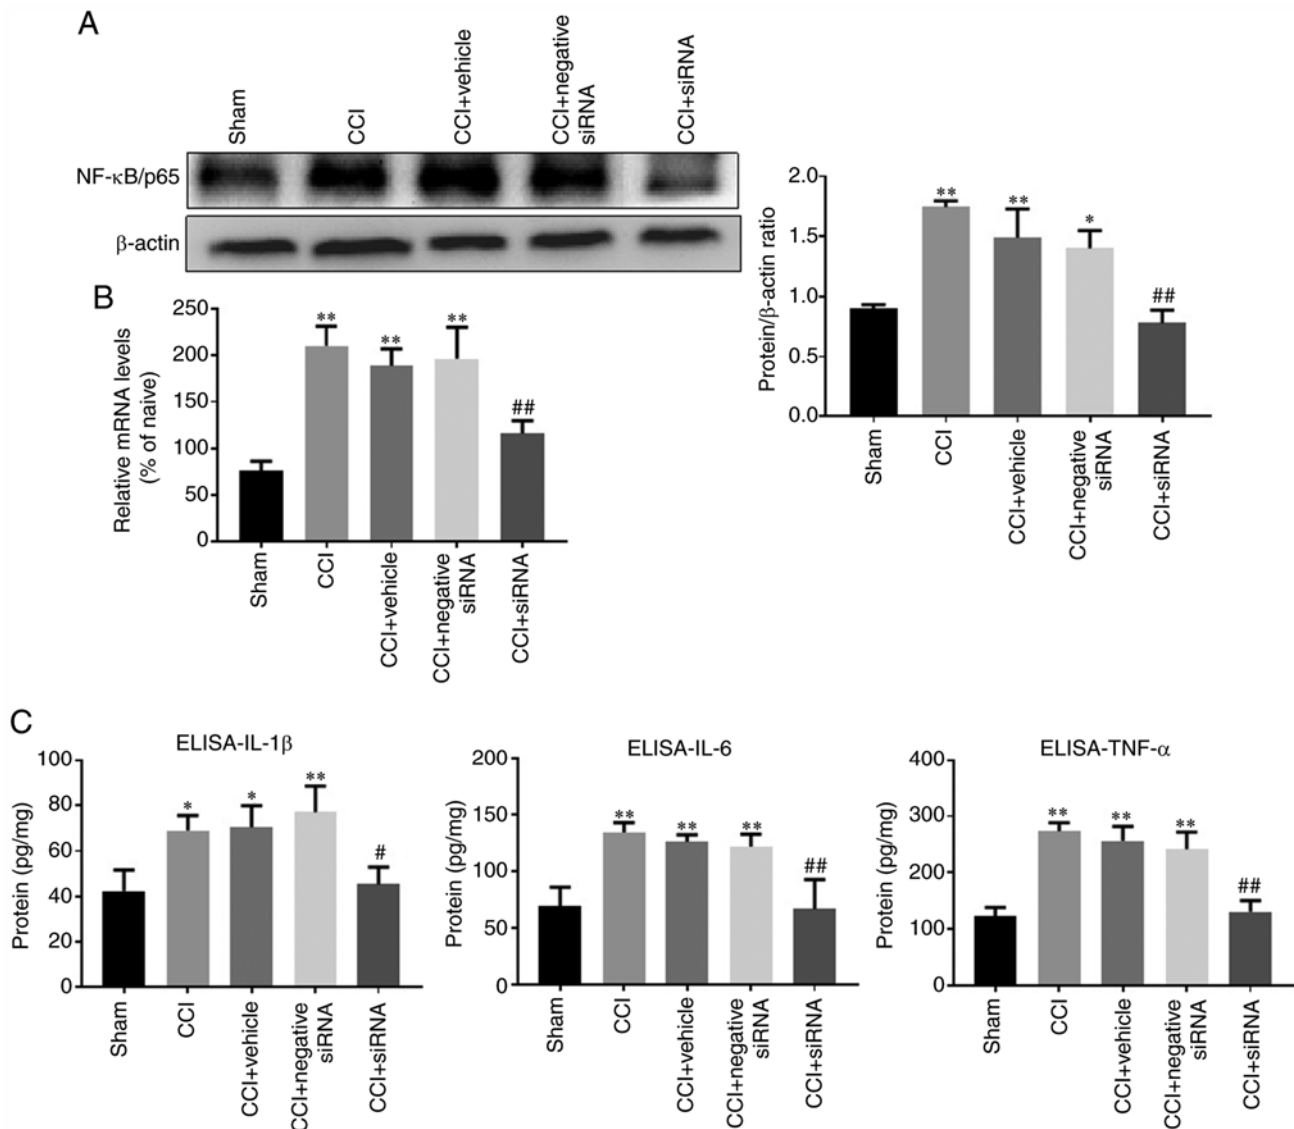 A
Sham
CCI
CCI+vehicle
CCI+negative
siRNA
CCI+siRNA
NF-κB/p65
β-actin
Protein/β-actin ratio
2.0
1.5
1.0
0.5
0.0
**
**
*
##
Sham
CCI
CCI+vehicle
CCI+negative
siRNA
CCI+siRNA
B
Relative mRNA levels
(% of naive)
250
200
150
100
50
0
**
**
**
##
Sham
CCI
CCI+vehicle
CCI+negative
siRNA
CCI+siRNA
C
ELISA-IL-1β
Protein (pg/mg)
100
80
60
40
20
0
*
*
**
#
Sham
CCI
CCI+vehicle
CCI+negative
siRNA
CCI+siRNA
ELISA-IL-6
Protein (pg/mg)
200
150
100
50
0
**
**
**
##
Sham
CCI
CCI+vehicle
CCI+negative
siRNA
CCI+siRNA
ELISA-TNF-α
Protein (pg/mg)
400
300
200
100
0
**
**
**
##
Sham
CCI
CCI+vehicle
CCI+negative
siRNA
CCI+siRNA